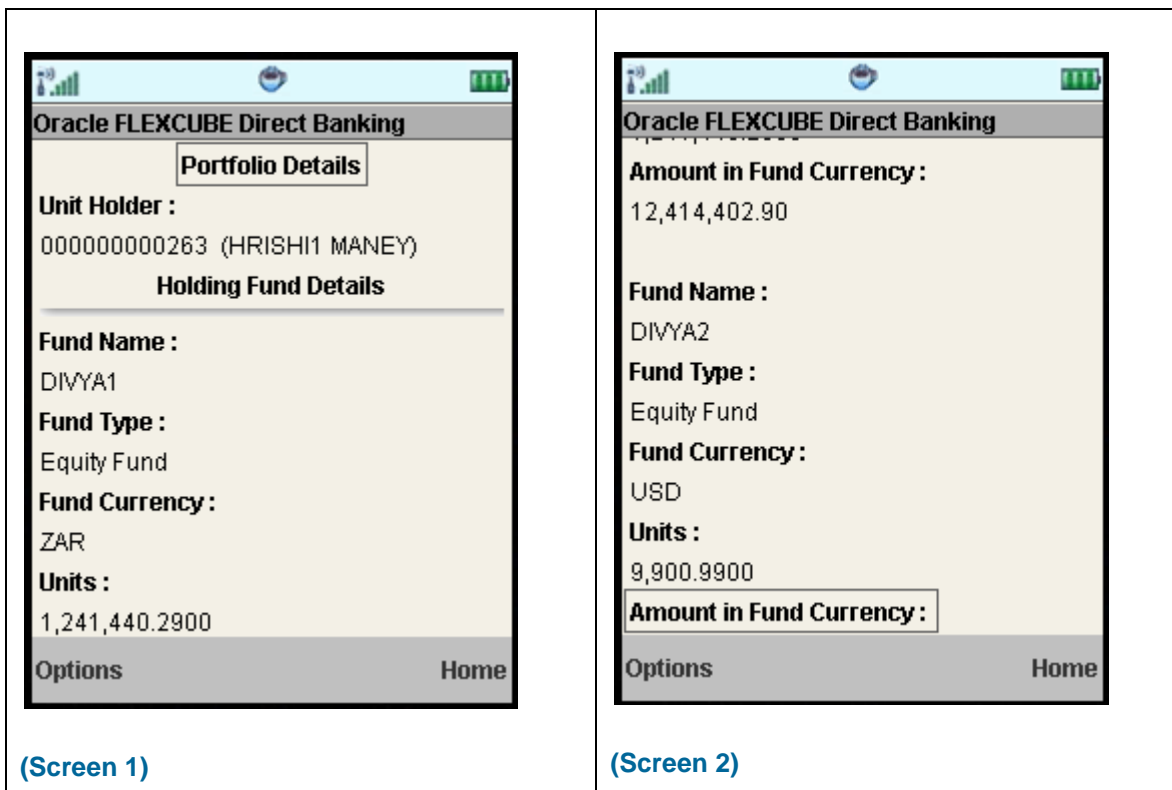 Oracle FLEXCUBE Direct Banking
Portfolio Details
Unit Holder :
000000000263 (HRISHI1 MANEY)
Holding Fund Details
Fund Name :
DIVYA1
Fund Type :
Equity Fund
Fund Currency :
ZAR
Units :
1,241,440.2900
Options Home
(Screen 1)
Oracle FLEXCUBE Direct Banking
Amount in Fund Currency :
12,414,402.90
Fund Name :
DIVYA2
Fund Type :
Equity Fund
Fund Currency :
USD
Units :
9,900.9900
Amount in Fund Currency :
Options Home
(Screen 2)